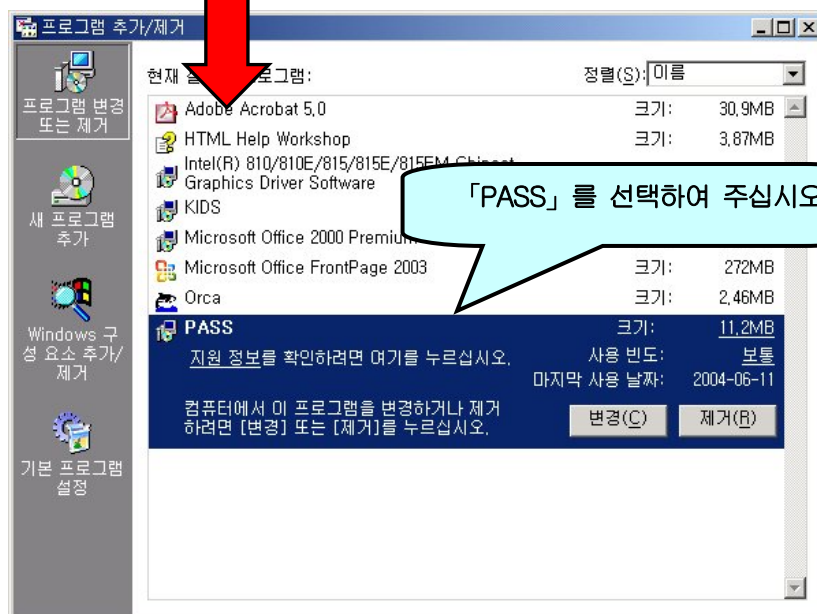 프로그램 추가/제거
프로그램 변경
또는 제거
새 프로그램
추가
Windows 구
성 요소 추가/
제거
기본 프로그램
설정
현재 로그램:
정렬(S): 이름
Adobe Acrobat 5,0 크기: 30,9MB
HTML Help Workshop 크기: 3,87MB
Intel(R) 810/810E/815/815E/815EM Chipset
Graphics Driver Software
KIDS
Microsoft Office 2000 Premium
「PASS」를 선택하여 주십시오
Microsoft Office FrontPage 2003 크기: 272MB
Orca 크기: 2,46MB
PASS 크기: 11,2MB
지원 정보를 확인하려면 여기를 누르십시오, 사용 빈도: 보통
마지막 사용 날짜: 2004-06-11
컴퓨터에서 이 프로그램을 변경하거나 제거
하려면 [변경] 또는 [제거]를 누르십시오,
변경(C) 제거(R)